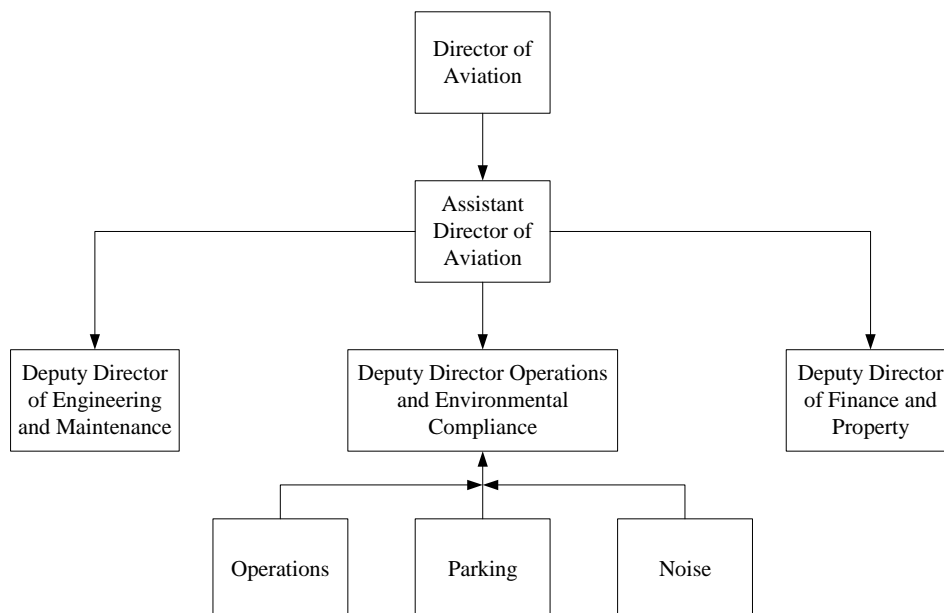 Director of
Aviation
Assistant
Director of
Aviation
Deputy Director
of Engineering
and Maintenance
Deputy Director Operations
and Environmental
Compliance
Deputy Director
of Finance and
Property
Operations
Parking
Noise